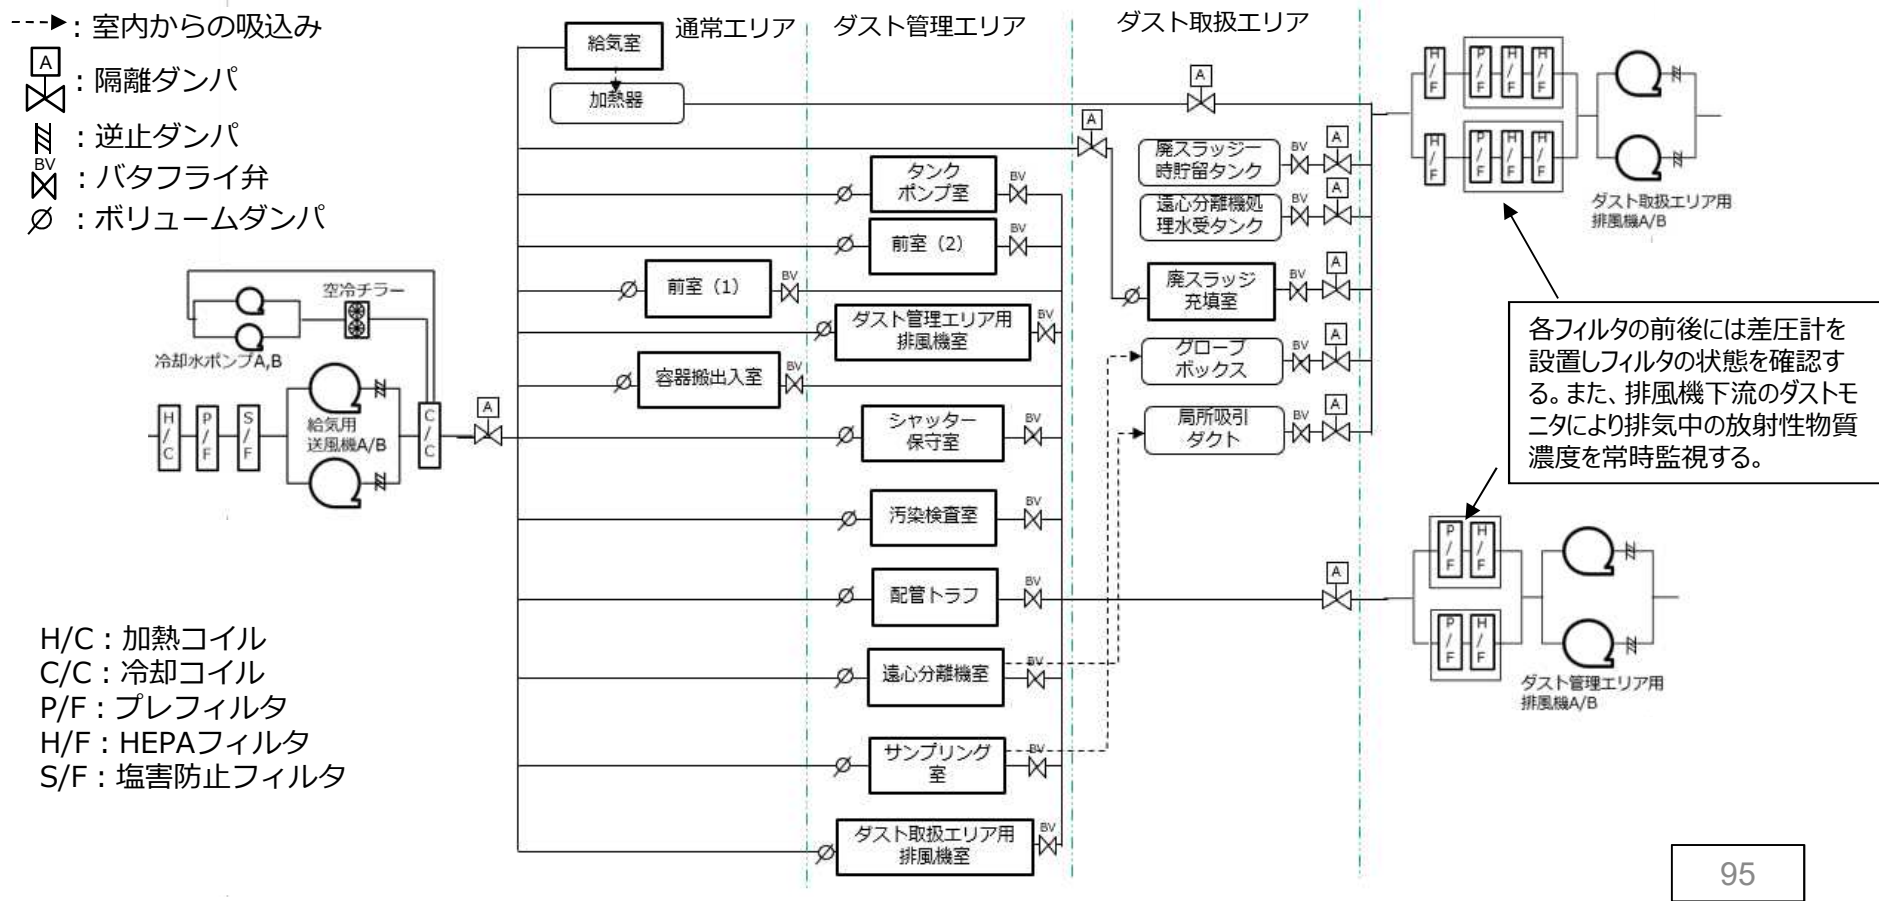 ：室内からの吸込み
A
：隔離ダンパ
：逆止ダンパ
BV
：バタフライ弁
：ボリュームダンパ
通常エリア
ダスト管理エリア
ダスト取扱エリア
給気室
加熱器
A
A
タンク
ポンプ室
BV
前室（2）
BV
前室（1）
BV
ダスト管理エリア用
排風機室
BV
容器搬出入室
BV
シャッター
保守室
BV
汚染検査室
BV
配管トラフ
BV
遠心分離機室
BV
サンプリング
室
BV
ダスト取扱エリア用
排風機室
BV
廃スラッジ一
時貯留タンク
BV
A
遠心分離機処
理水受タンク
BV
A
廃スラッジ
充填室
BV
A
グローブ
ボックス
BV
A
局所吸引
ダクト
BV
A
A
空冷チラー
冷却水ポンプA,B
H/C
P/F
S/F
給気用
送風機A/B
C/C
A
H/F
P/F
H/F
H/F
H/F
P/F
H/F
H/F
ダスト取扱エリア用
排風機A/B
各フィルタの前後には差圧計を
設置しフィルタの状態を確認す
る。また、排風機下流のダストモ
ニタにより排気中の放射性物質
濃度を常時監視する。
P/F
H/F
P/F
H/F
ダスト管理エリア用
排風機A/B
H/C：加熱コイル
C/C：冷却コイル
P/F：プレフィルタ
H/F：HEPAフィルタ
S/F：塩害防止フィルタ
95